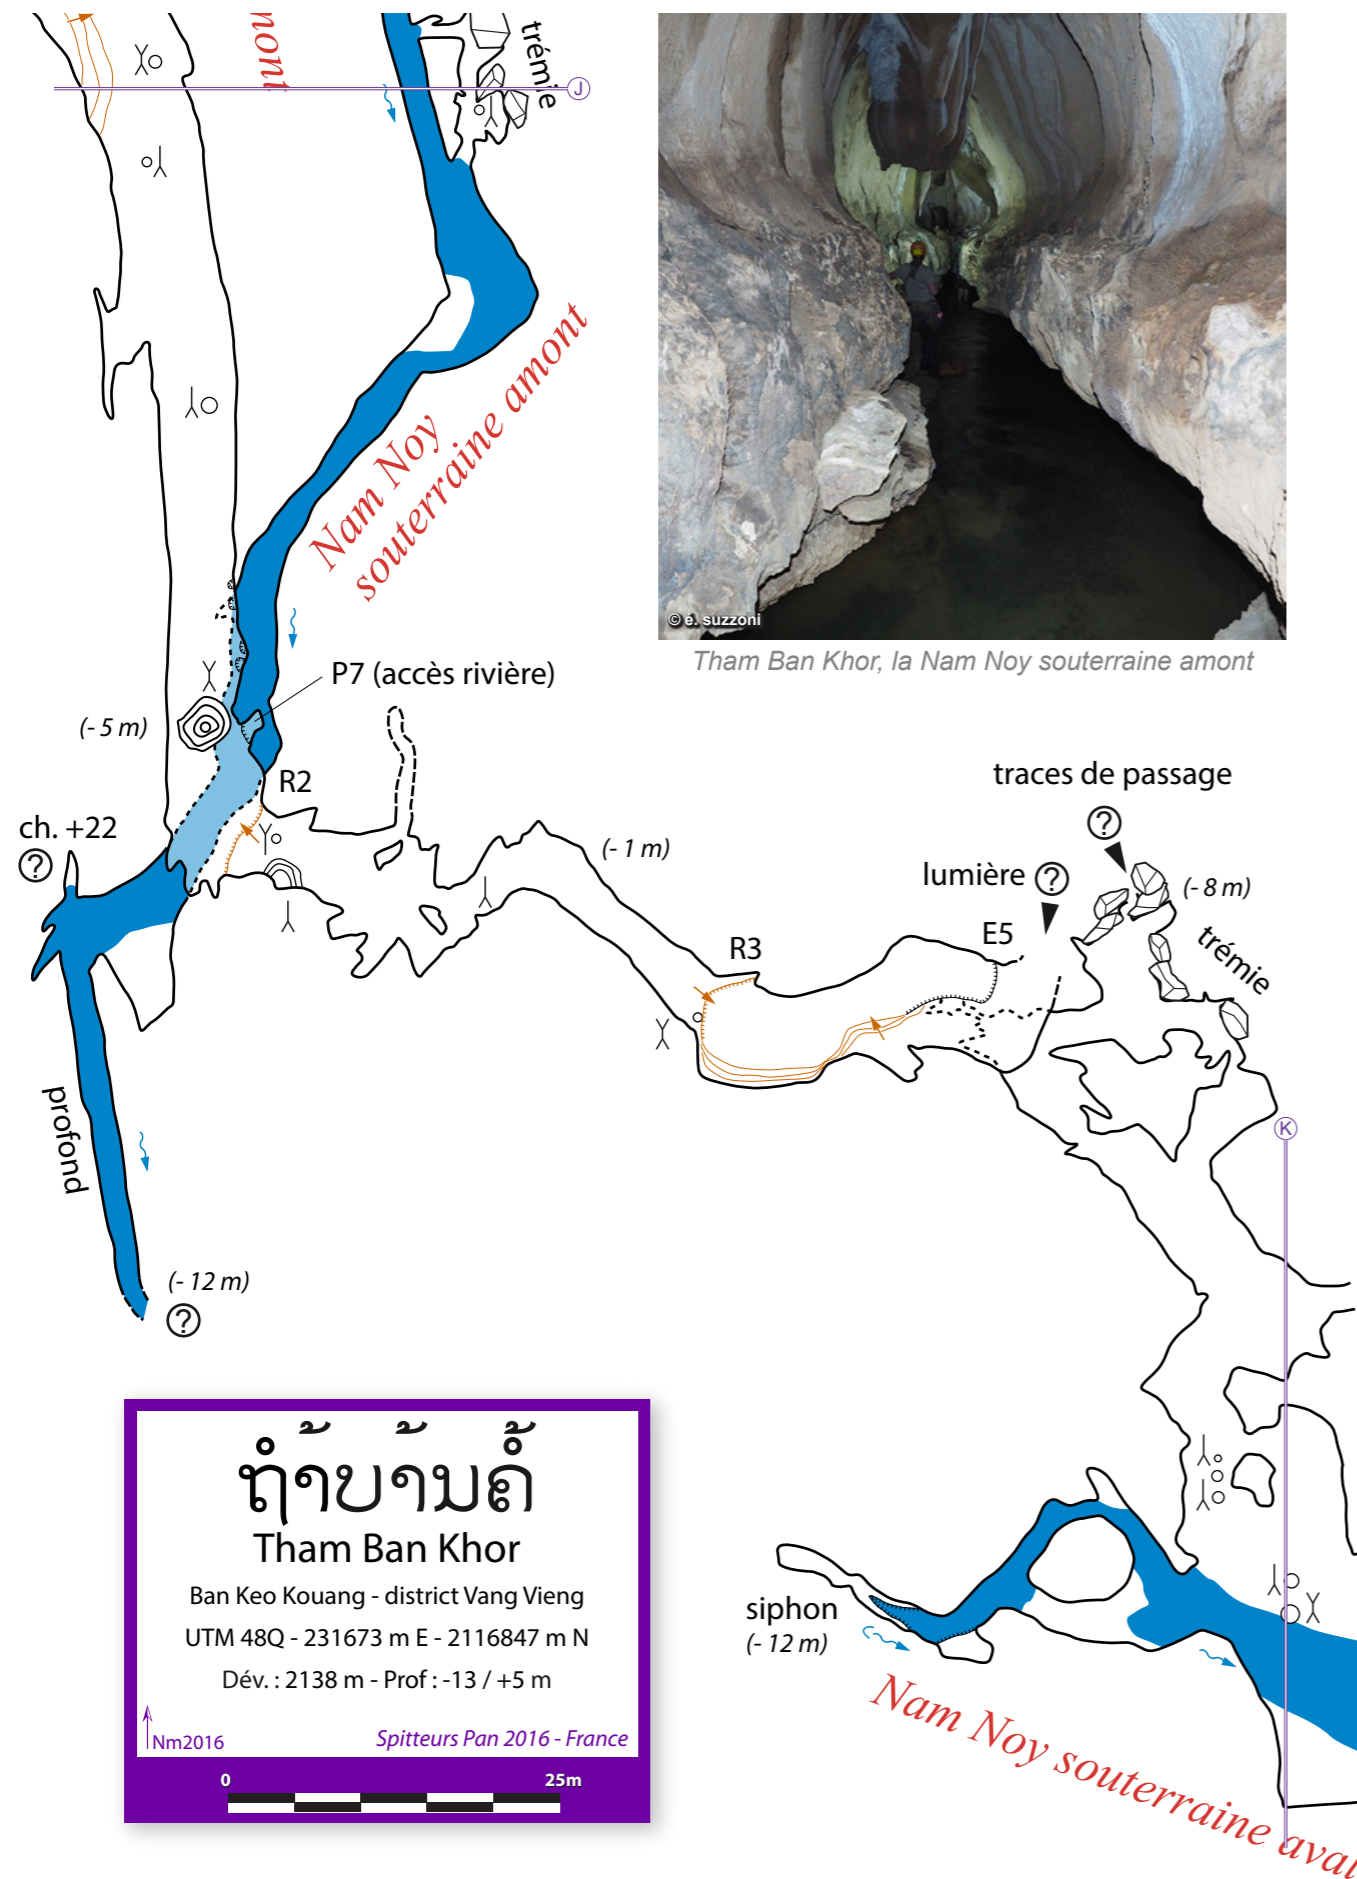 trémie
J
Nam Noy
souterraine amont
© é. suzzoni
Tham Ban Khor, la Nam Noy souterraine amont
P7 (accès rivière)
(- 5 m)
R2
ch. +22
?
(- 1 m)
traces de passage
?
lumière ?
(- 8 m)
E5
R3
trémie
K
profond
(- 12 m)
?
ຖ້ຳບ້ານຄໍ້
Tham Ban Khor
Ban Keo Kouang - district Vang Vieng
UTM 48Q - 231673 m E - 2116847 m N
Dév. : 2138 m - Prof : -13 / +5 m
Nm2016
Spitteurs Pan 2016 - France
0 25m
siphon
(- 12 m)
Nam Noy souterraine aval